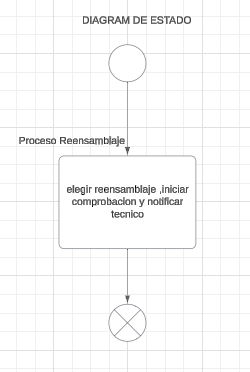 DIAGRAM DE ESTADO
Proceso Reensamblaje
elegir reensamblaje ,iniciar
comprobacion y notificar
tecnico